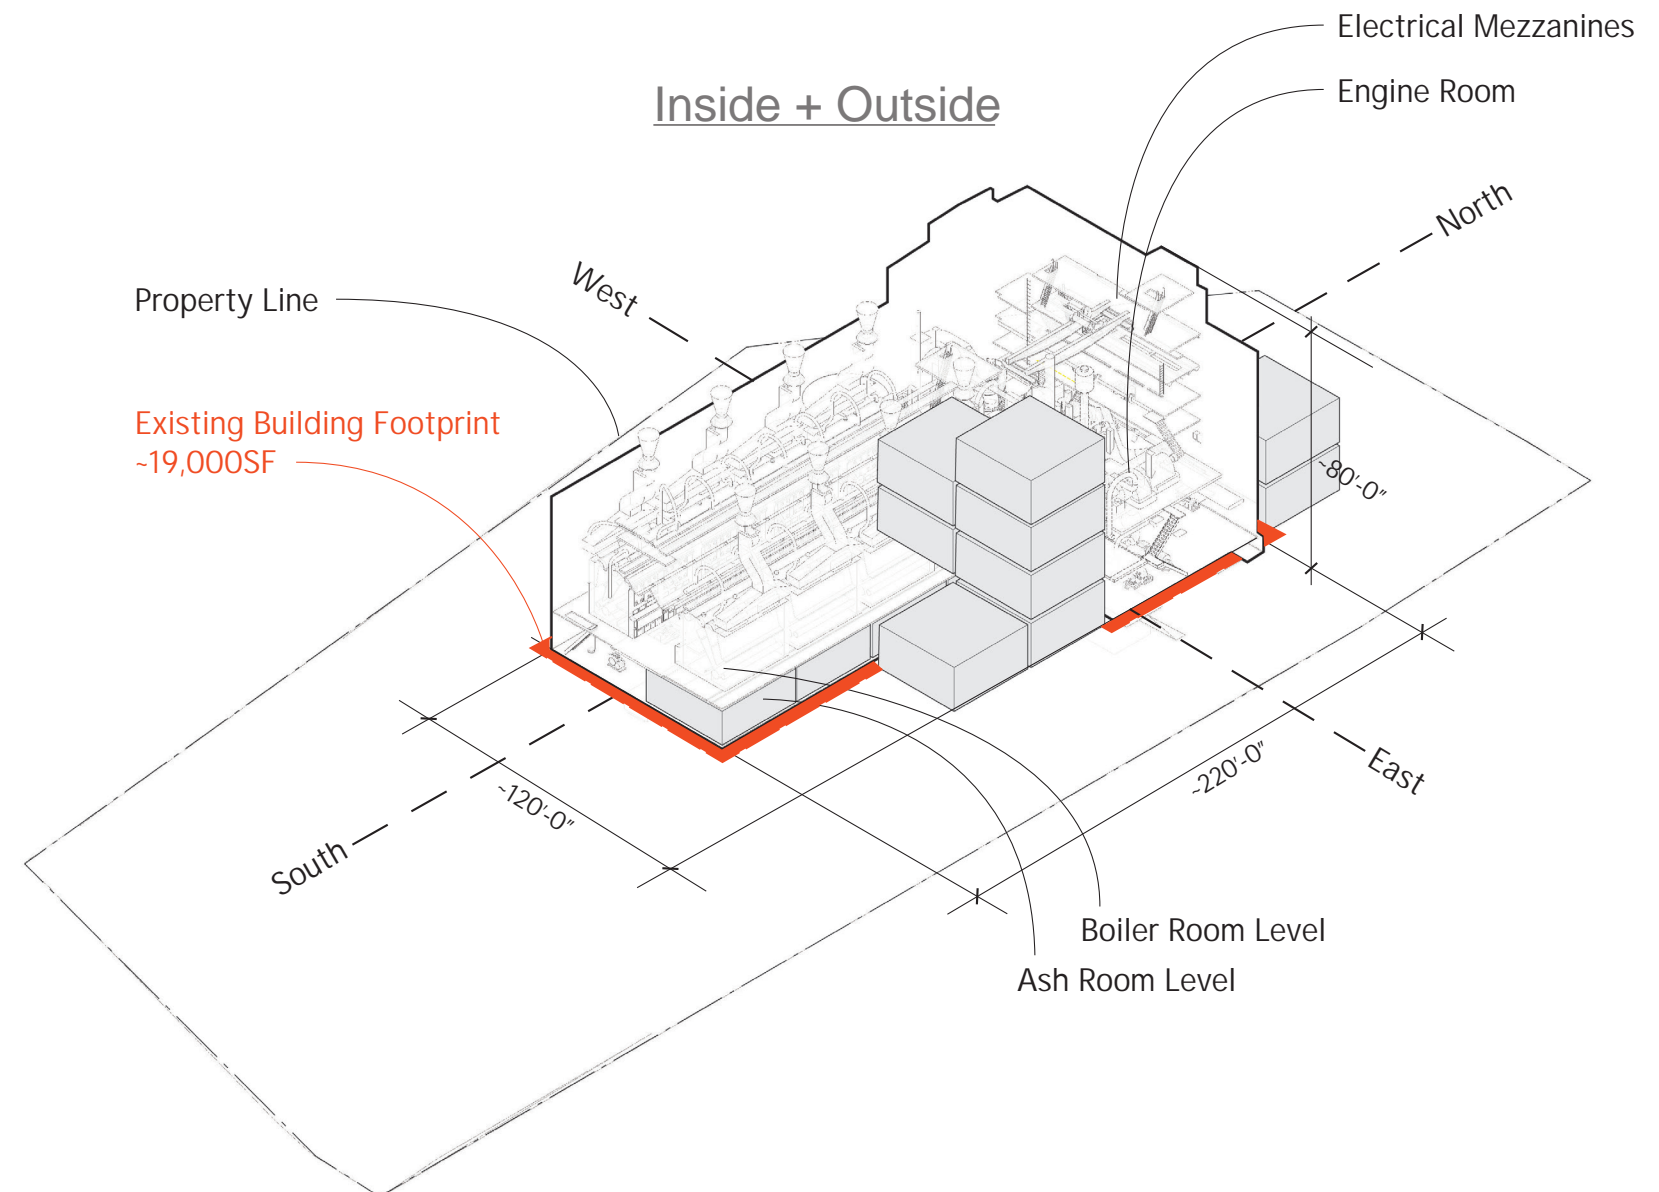 Electrical Mezzanines
Inside + Outside
Engine Room
North
West
Property Line
Existing Building Footprint
~19,000SF
~80'-0"
East
~220'-0"
~120'-0"
South
Boiler Room Level
Ash Room Level